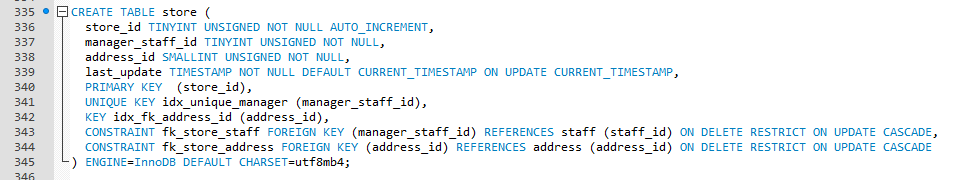 335 CREATE TABLE store (
336 store_id TINYINT UNSIGNED NOT NULL AUTO_INCREMENT,
337 manager_staff_id TINYINT UNSIGNED NOT NULL,
338 address_id SMALLINT UNSIGNED NOT NULL,
339 last_update TIMESTAMP NOT NULL DEFAULT CURRENT_TIMESTAMP ON UPDATE CURRENT_TIMESTAMP,
340 PRIMARY KEY  (store_id),
341 UNIQUE KEY idx_unique_manager (manager_staff_id),
342 KEY idx_fk_address_id (address_id),
343 CONSTRAINT fk_store_staff FOREIGN KEY (manager_staff_id) REFERENCES staff (staff_id) ON DELETE RESTRICT ON UPDATE CASCADE,
344 CONSTRAINT fk_store_address FOREIGN KEY (address_id) REFERENCES address (address_id) ON DELETE RESTRICT ON UPDATE CASCADE
345 ) ENGINE=InnoDB DEFAULT CHARSET=utf8mb4;
346